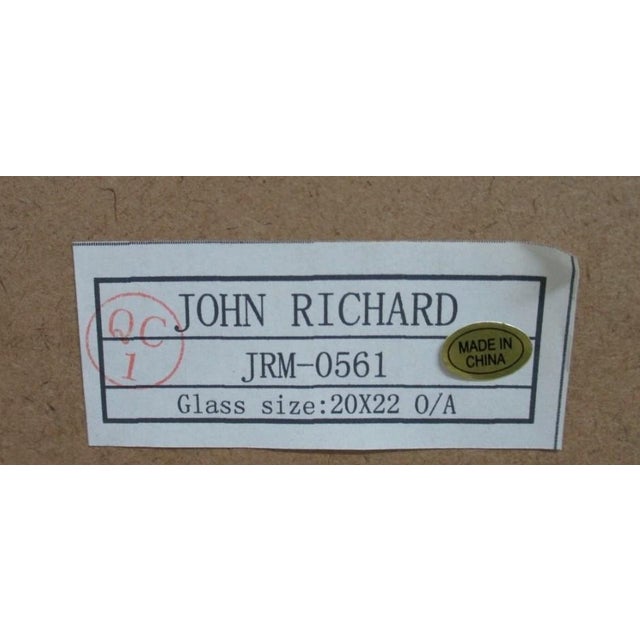 JOHN RICHARD
QC
1
JRM-0561
MADE IN
CHINA
Glass size:20X22 O/A